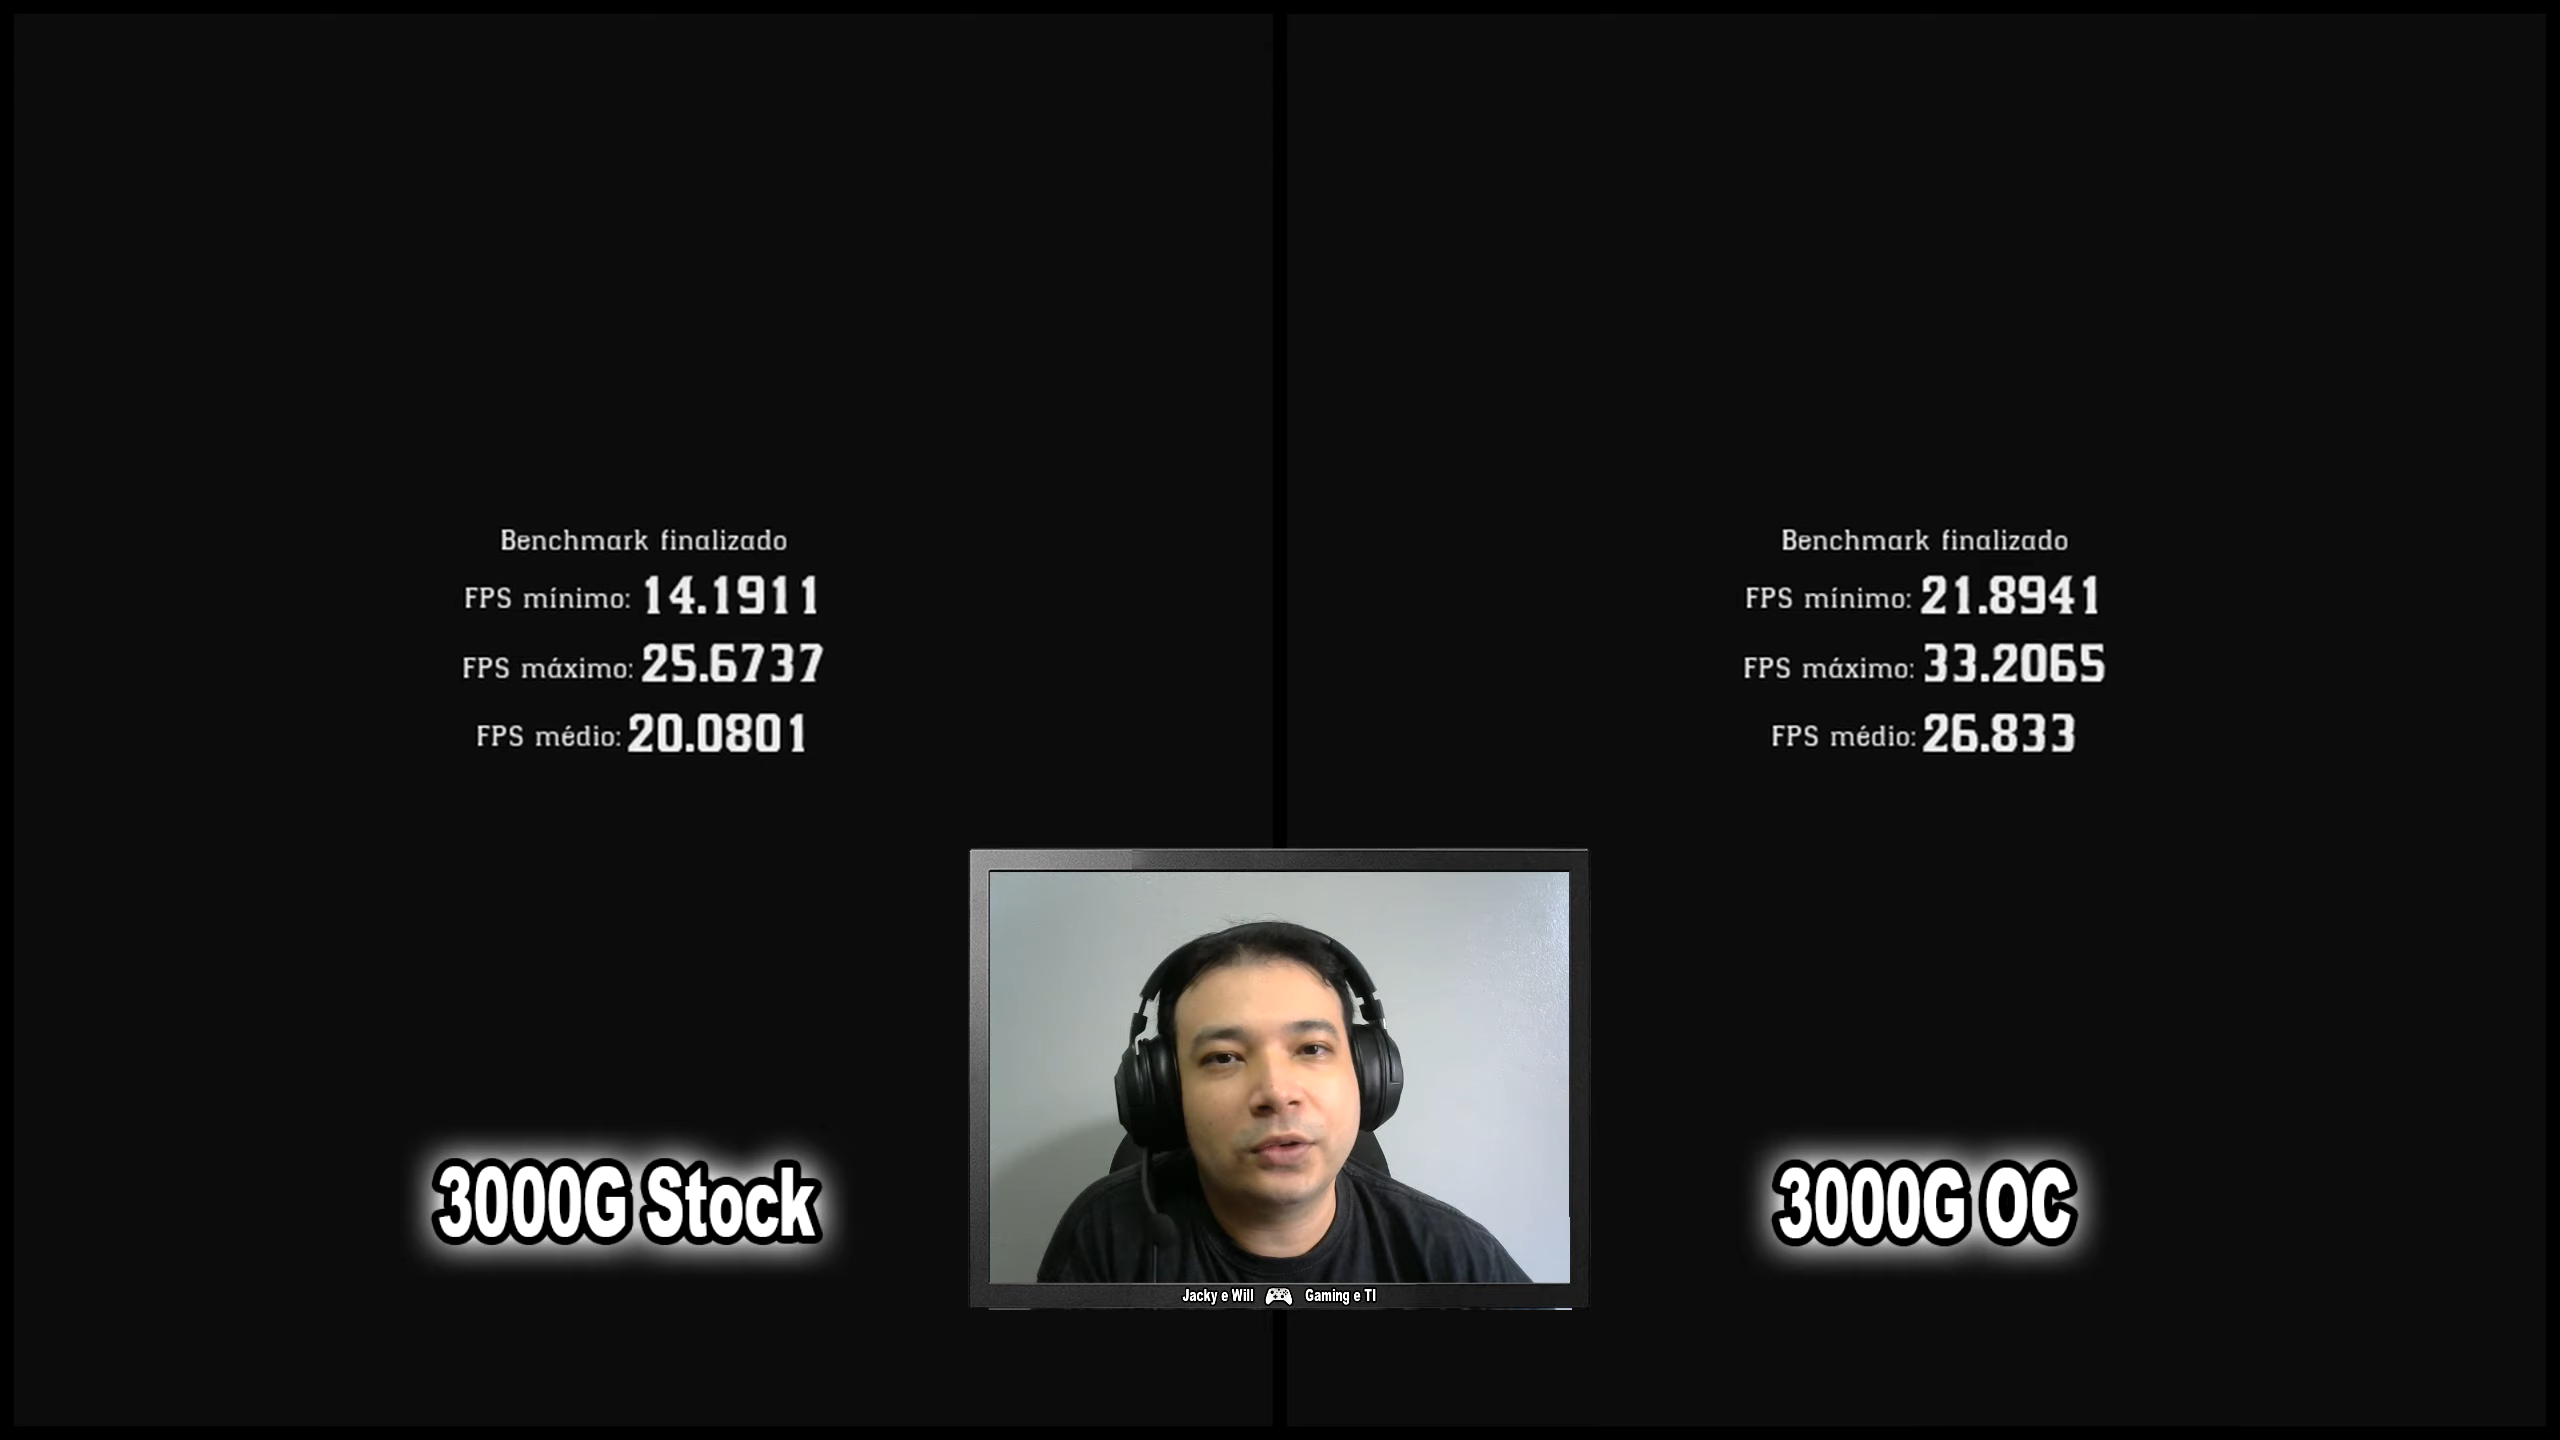 Benchmark finalizado
FPS mínimo: 14.1911
FPS máximo: 25.6737
FPS médio: 20.0801
3000G Stock
Benchmark finalizado
FPS mínimo: 21.8941
FPS máximo: 33.2065
FPS médio: 26.833
3000G OC
Jacky e Will Gaming e TI